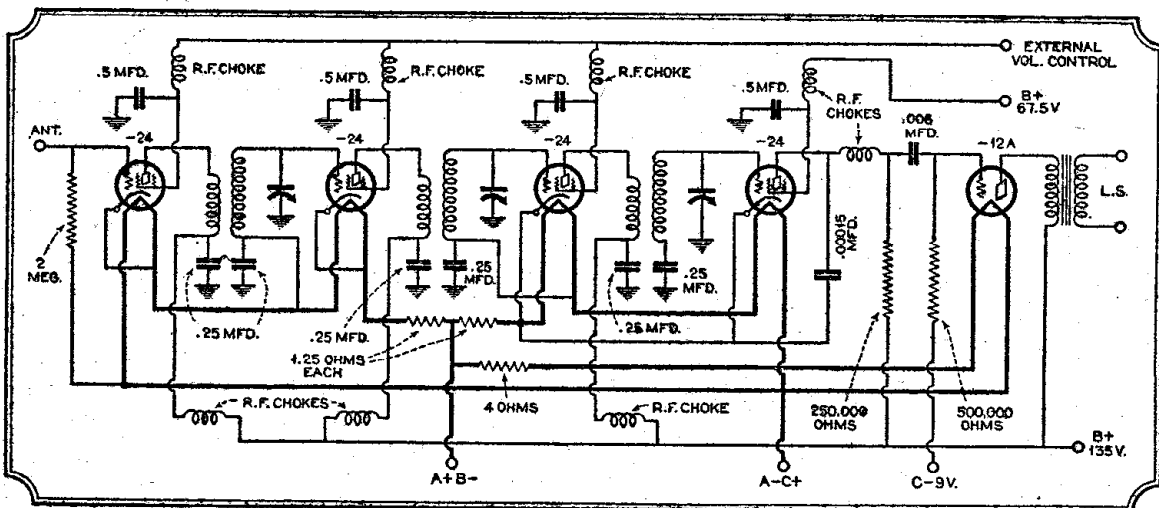 EXTERNAL
VOL. CONTROL
R.F. CHOKE
R.F. CHOKE
R.F. CHOKE
.5 MFD.
.5 MFD.
.5 MFD.
.5 MFD.
R.F.
CHOKES
B+
67.5 V
.006
MFD.
ANT.
-24
-24
-24
-24
-12A
L.S.
2
MEG.
.00015
MFD.
.25
MFD.
.25
MFD.
.25 MFD.
.25 MFD.
.25 MFD.
1.25 OHMS
EACH
R.F. CHOKES
4 OHMS
R.F. CHOKE
250,000
OHMS
500,000
OHMS
B+
135 V.
A+B-
A-C+
C-9V.